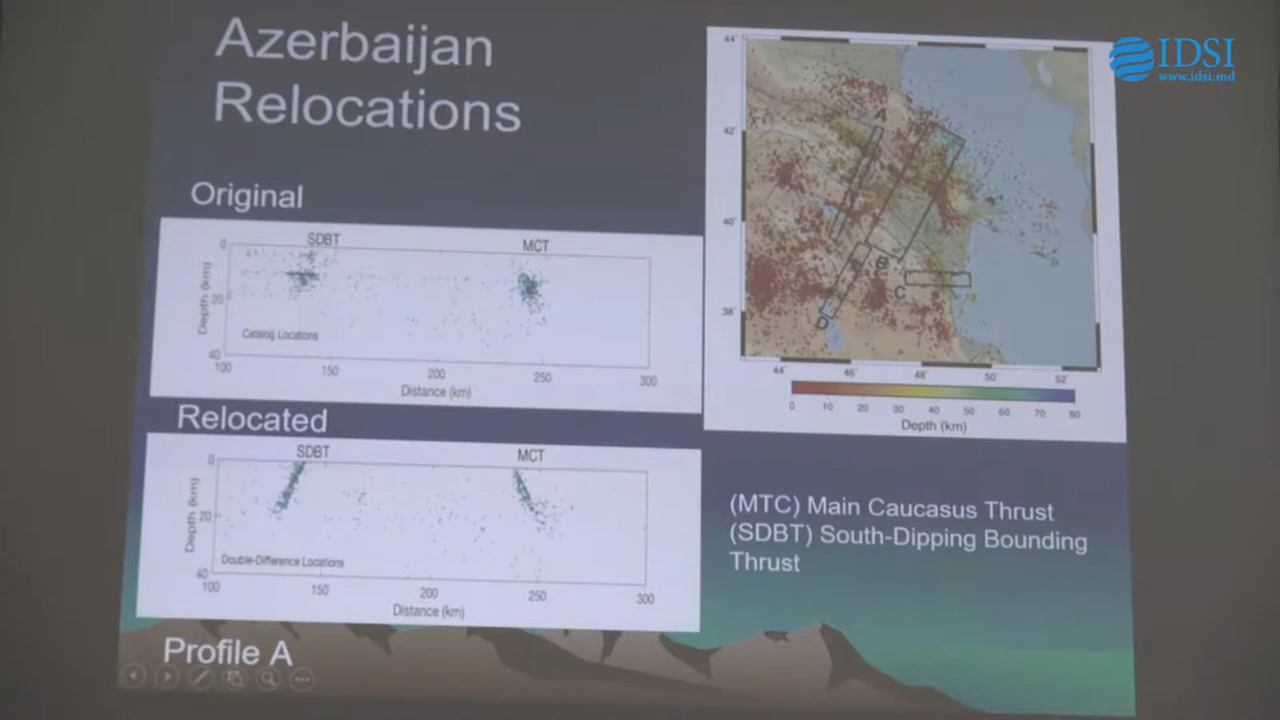 Azerbaijan
Relocations
Original
SDBT
MCT
0
20
40
Depth (km)
Catalog Locations
100
150
200
250
300
Distance (km)
Relocated
SDBT
MCT
0
20
40
Depth (km)
Double-Difference Locations
100
150
200
250
300
Distance (km)
Profile A
IDSI
www.idsi.md
44°
42°
40°
38°
A
B
C
D
44°
46°
48°
50°
52°
0
10
20
30
40
50
60
70
80
Depth (km)
(MTC) Main Caucasus Thrust
(SDBT) South-Dipping Bounding
Thrust